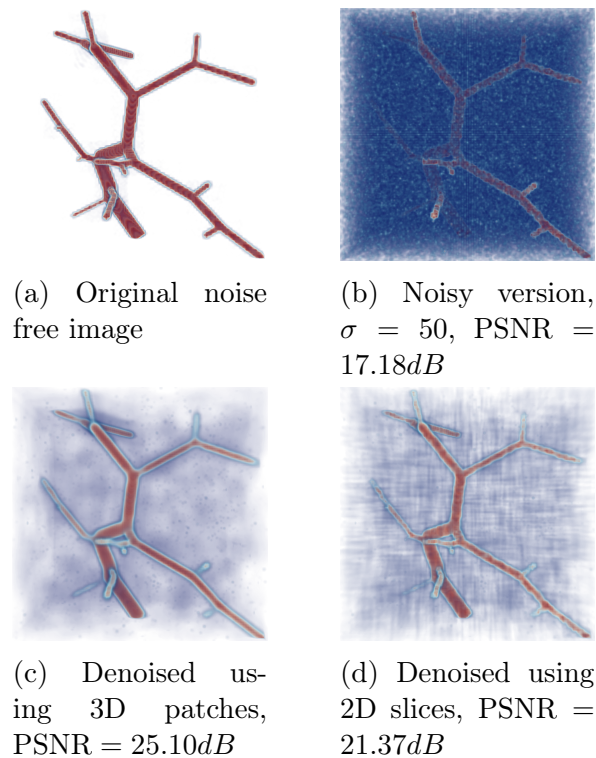 (a) Original noise
free image
(b) Noisy version,
σ = 50, PSNR =
17.18dB
(c) Denoised us-
ing 3D patches,
PSNR = 25.10dB
(d) Denoised using
2D slices, PSNR =
21.37dB